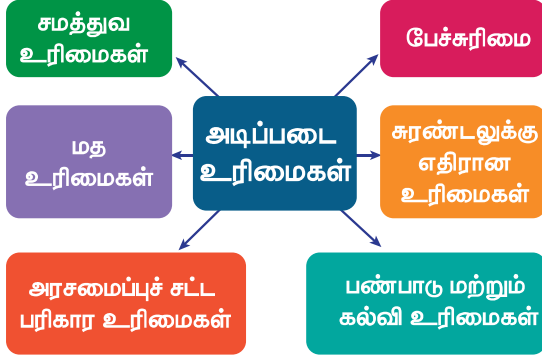 சமத்துவ
உரிமைகள்
பேச்சுரிமை
மத
உரிமைகள்
அடிப்படை
உரிமைகள்
சுரண்டலுக்கு
எதிரான
உரிமைகள்
அரசமைப்புச் சட்ட
பரிகார உரிமைகள்
பண்பாடு மற்றும்
கல்வி உரிமைகள்